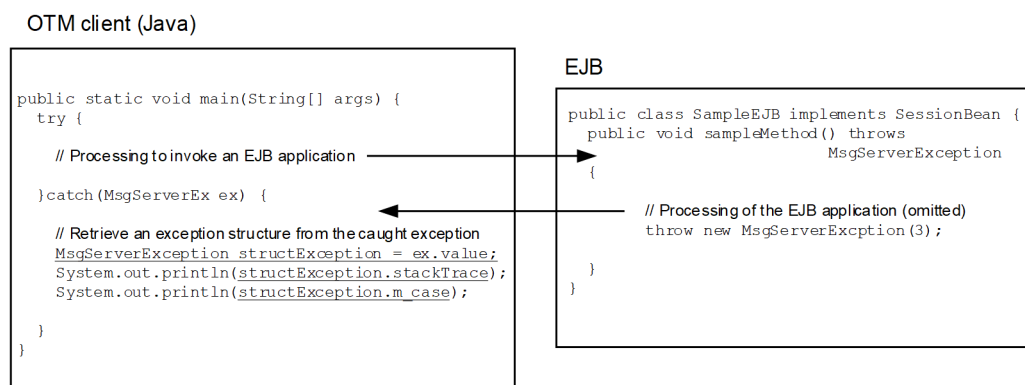 OTM client (Java)
public static void main(String[] args) {
try {
// Processing to invoke an EJB application
}catch(MsgServerEx ex) {
// Retrieve an exception structure from the caught exception
MsgServerException structException = ex.value;
System.out.println(structException.stackTrace);
System.out.println(structException.m_case);
}
}
EJB
public class SampleEJB implements SessionBean {
public void sampleMethod() throws
MsgServerException
{
// Processing of the EJB application (omitted)
throw new MsgServerExcption(3);
}
}